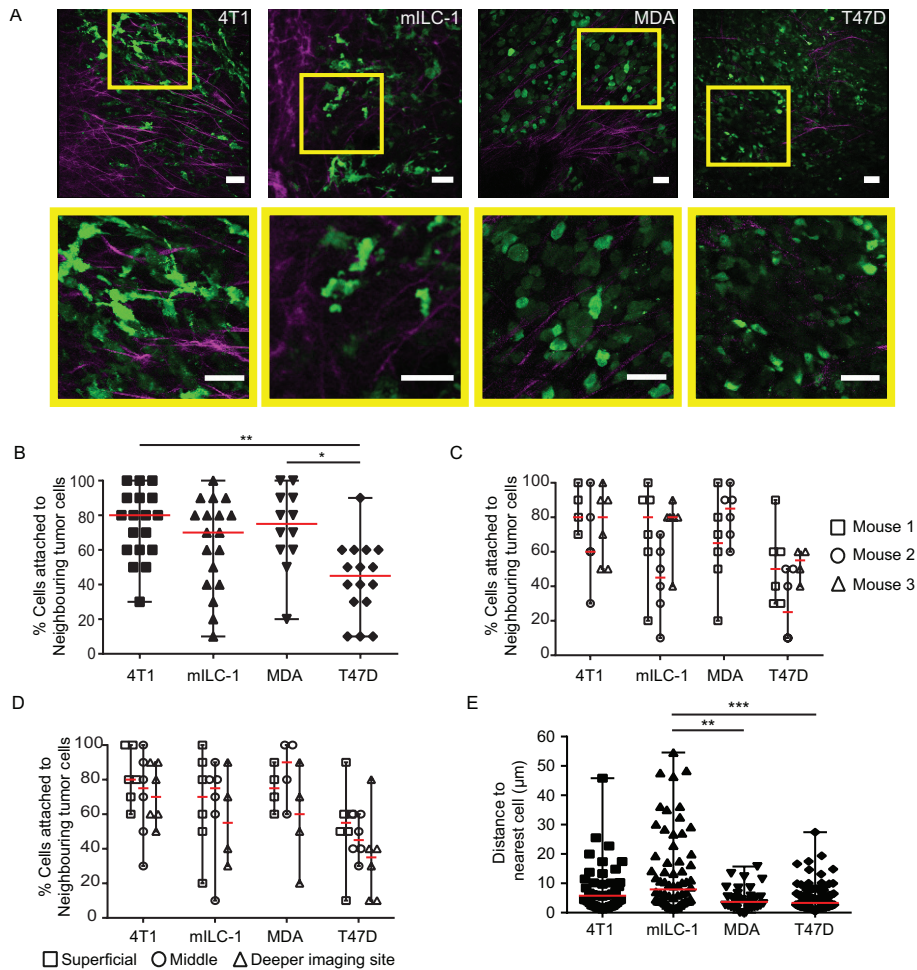 A
4T1
mILC-1
MDA
T47D
B
% Cells attached to
Neighbouring tumor cells
100
80
60
40
20
0
**
*
4T1
mILC-1
MDA
T47D
C
% Cells attached to
Neighbouring tumor cells
100
80
60
40
20
0
4T1
mILC-1
MDA
T47D
Mouse 1
Mouse 2
Mouse 3
D
% Cells attached to
Neighbouring tumor cells
100
80
60
40
20
0
4T1
mILC-1
MDA
T47D
Superficial
Middle
Deeper imaging site
E
Distance to
nearest cell (µm)
60
50
40
30
20
10
0
***
**
4T1
mILC-1
MDA
T47D